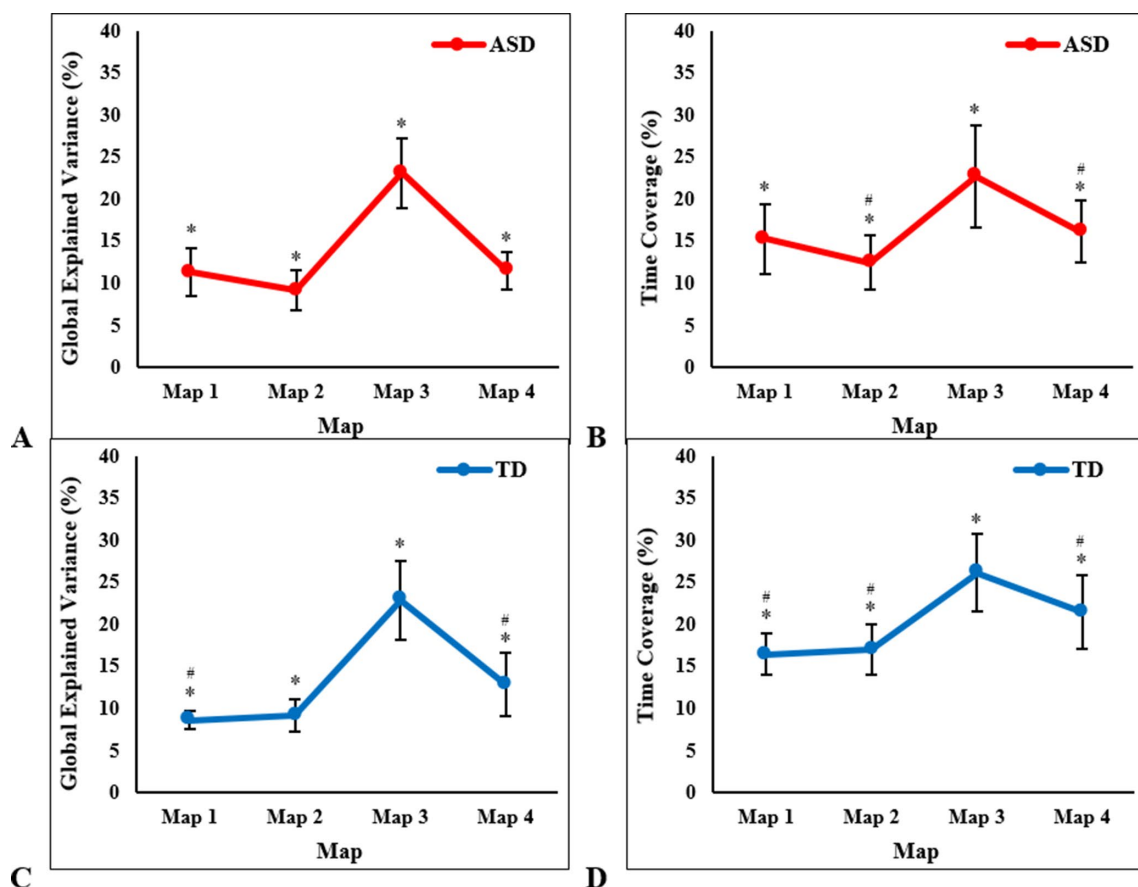 Global Explained Variance (%)
40
35
30
25
20
15
10
5
0
ASD
*
*
*
*
Map 1 Map 2 Map 3 Map 4
Map
A
Time Coverage (%)
40
35
30
25
20
15
10
5
0
ASD
*
#
*
*
#
*
Map 1 Map 2 Map 3 Map 4
Map
B
Global Explained Variance (%)
40
35
30
25
20
15
10
5
0
TD
#
*
*
*
#
*
Map 1 Map 2 Map 3 Map 4
Map
C
Time Coverage (%)
40
35
30
25
20
15
10
5
0
TD
#
*
#
*
*
#
*
Map 1 Map 2 Map 3 Map 4
Map
D